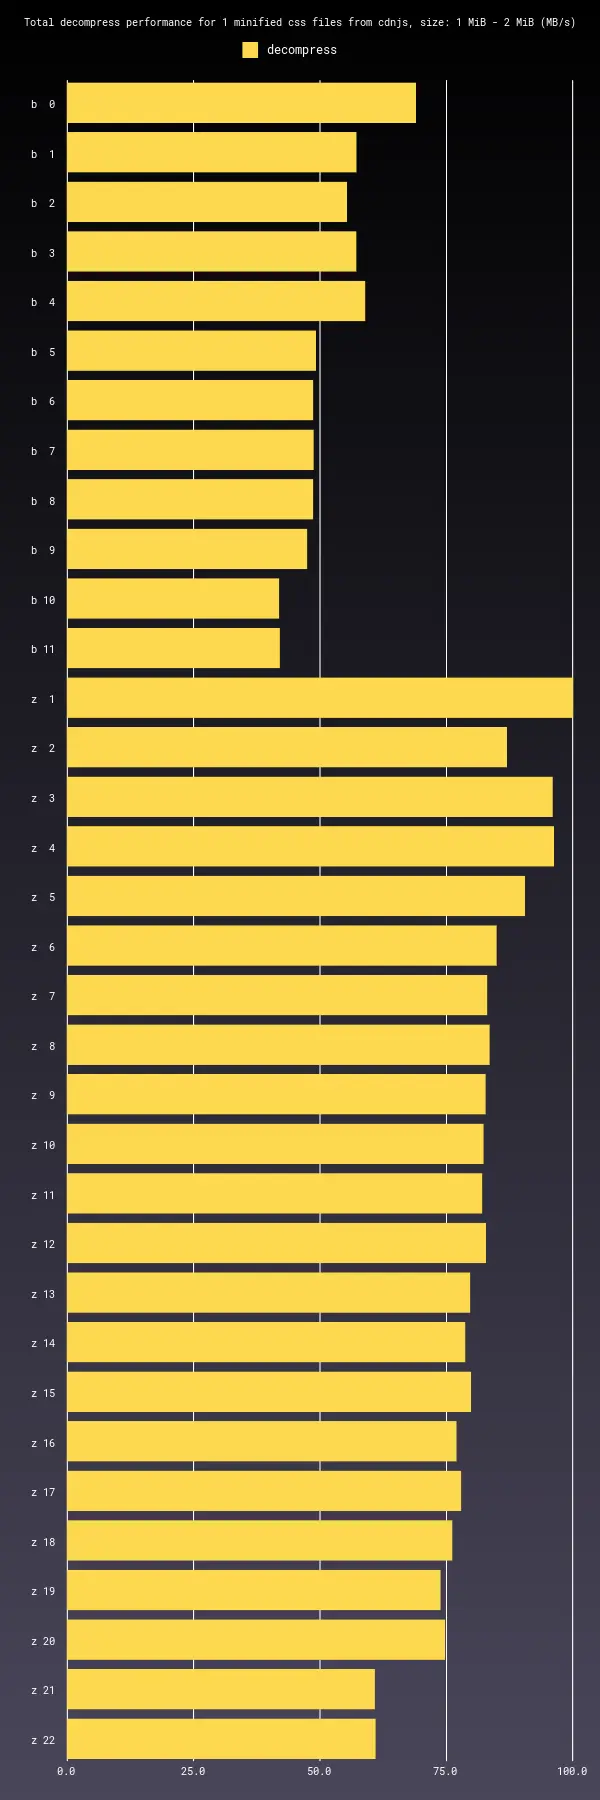 Total decompress performance for 1 minified css files from cdnjs, size: 1 MiB - 2 MiB (MB/s)
decompress
b 0
b 1
b 2
b 3
b 4
b 5
b 6
b 7
b 8
b 9
b 10
b 11
z 1
z 2
z 3
z 4
z 5
z 6
z 7
z 8
z 9
z 10
z 11
z 12
z 13
z 14
z 15
z 16
z 17
z 18
z 19
z 20
z 21
z 22
0.0 25.0 50.0 75.0 100.0